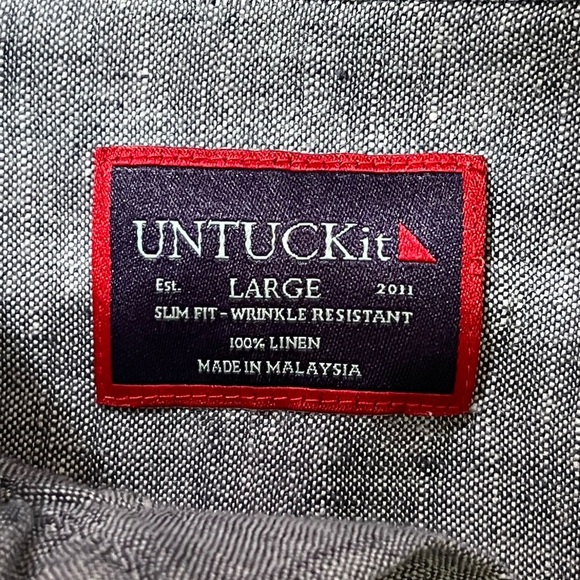 UNTUCKit
Est. LARGE 2011
SLIM FIT - WRINKLE RESISTANT
100% LINEN
MADE IN MALAYSIA